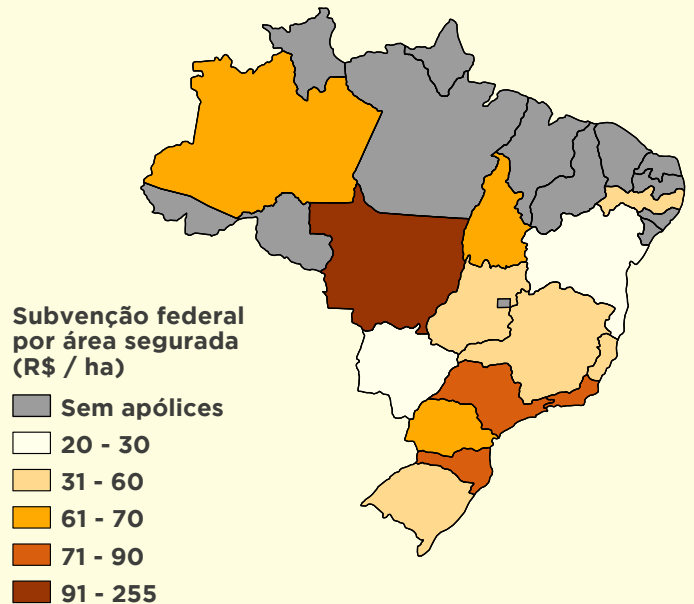 Subvenção federal
por área segurada
(R$ / ha)
Sem apólices
20 - 30
31 - 60
61 - 70
71 - 90
91 - 255